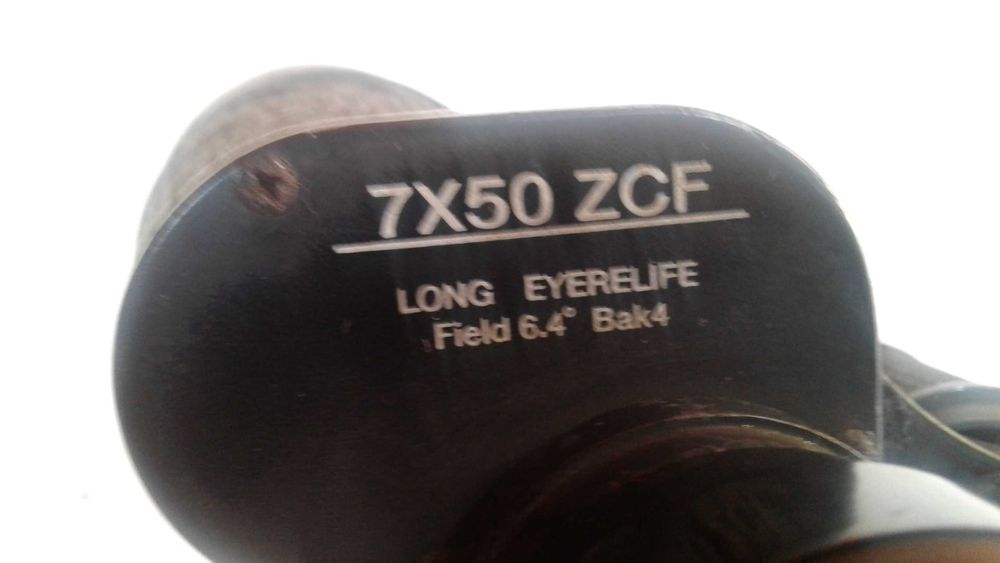 7X50 ZCF
LONG EYERELIFE
Field 6.4° Bak4